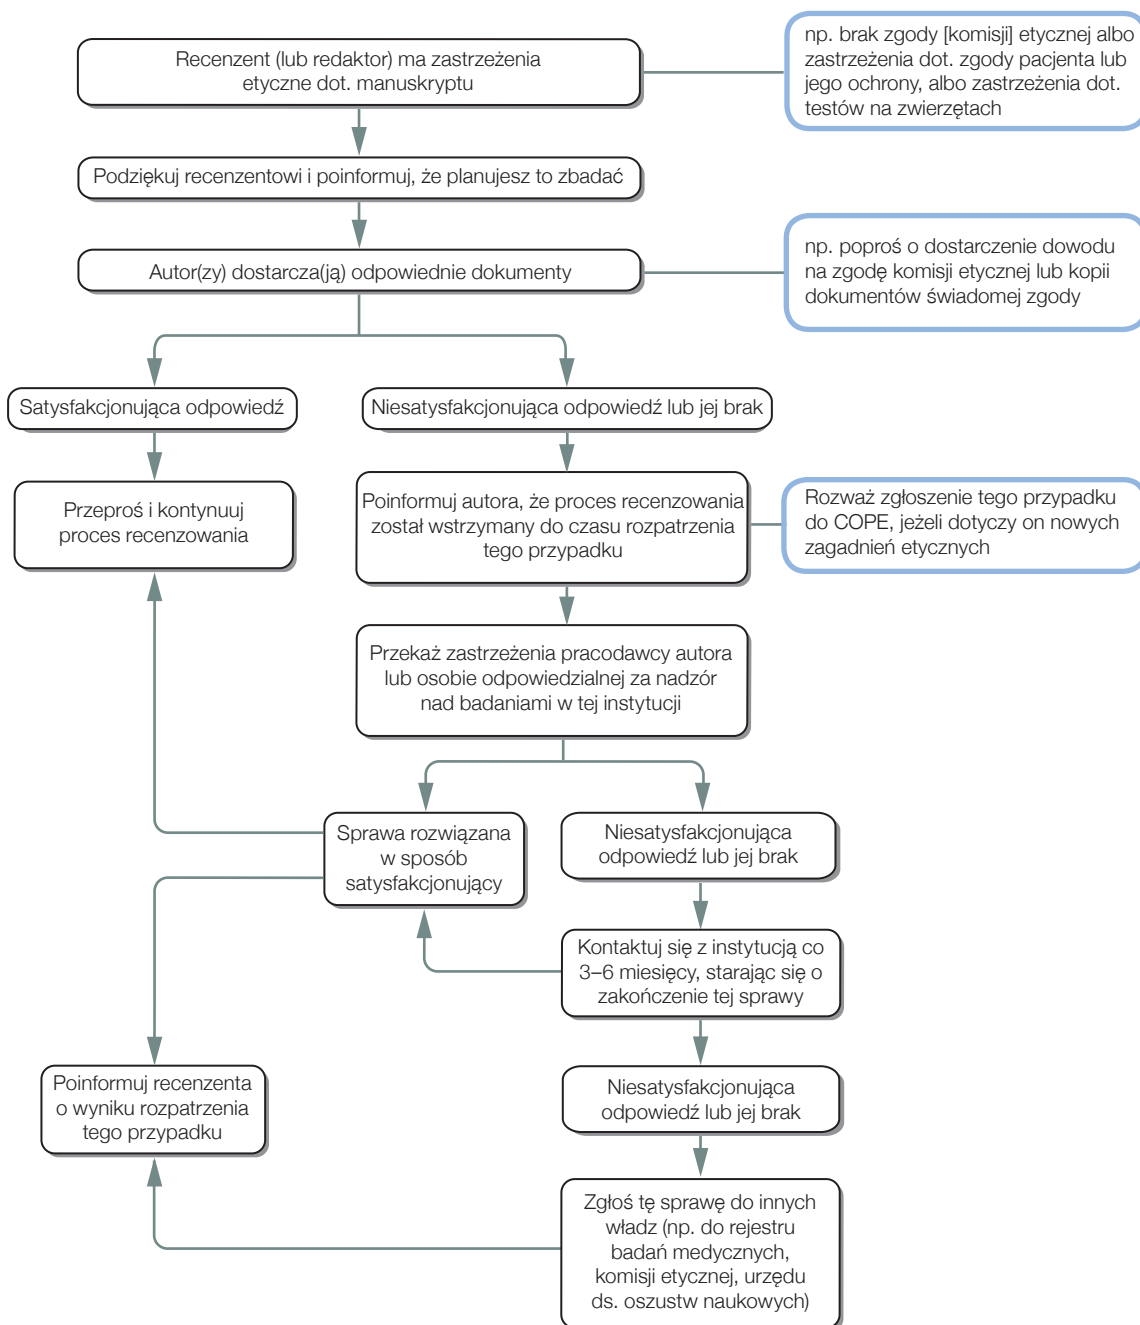 Recenzent (lub redaktor) ma zastrzeżenia
etyczne dot. manuskryptu
np. brak zgody [komisji] etycznej albo
zastrzeżenia dot. zgody pacjenta lub
jego ochrony, albo zastrzeżenia dot.
testów na zwierzętach
Podziękuj recenzentowi i poinformuj, że planujesz to zbadać
Autor(zy) dostarcza(ją) odpowiednie dokumenty
np. poproś o dostarczenie dowodu
na zgodę komisji etycznej lub kopii
dokumentów świadomej zgody
Satysfakcjonująca odpowiedź
Niesatysfakcjonująca odpowiedź lub jej brak
Przeproś i kontynuuj
proces recenzowania
Poinformuj autora, że proces recenzowania
został wstrzymany do czasu rozpatrzenia
tego przypadku
Rozważ zgłoszenie tego przypadku
do COPE, jeżeli dotyczy on nowych
zagadnień etycznych
Przekaż zastrzeżenia pracodawcy autora
lub osobie odpowiedzialnej za nadzór
nad badaniami w tej instytucji
Sprawa rozwiązana
w sposób
satysfakcjonujący
Niesatysfakcjonująca
odpowiedź lub jej brak
Kontaktuj się z instytucją co
3–6 miesięcy, starając się o
zakończenie tej sprawy
Poinformuj recenzenta
o wyniku rozpatrzenia
tego przypadku
Niesatysfakcjonująca
odpowiedź lub jej brak
Zgłoś tę sprawę do innych
władz (np. do rejestru
badań medycznych,
komisji etycznej, urzędu
ds. oszustw naukowych)